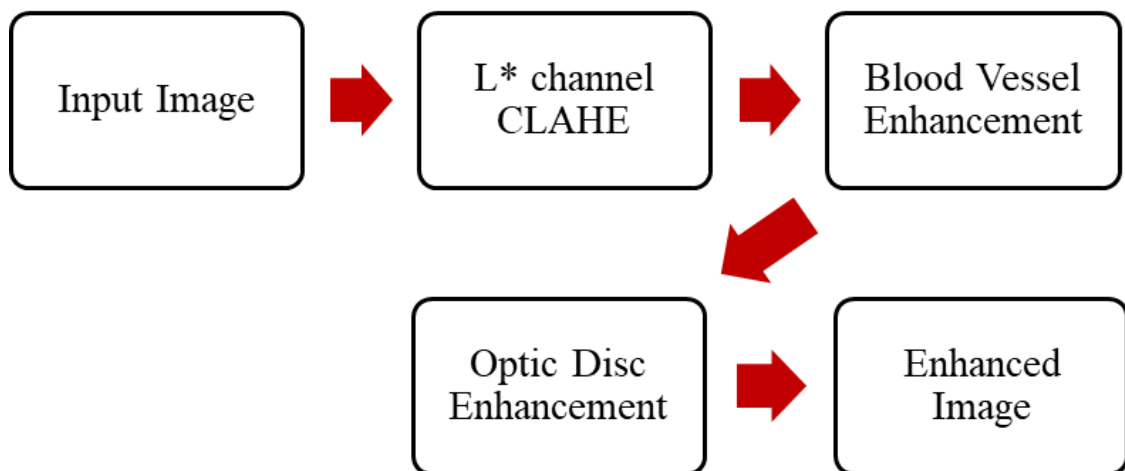 Input Image
L* channel
CLAHE
Blood Vessel
Enhancement
Optic Disc
Enhancement
Enhanced
Image